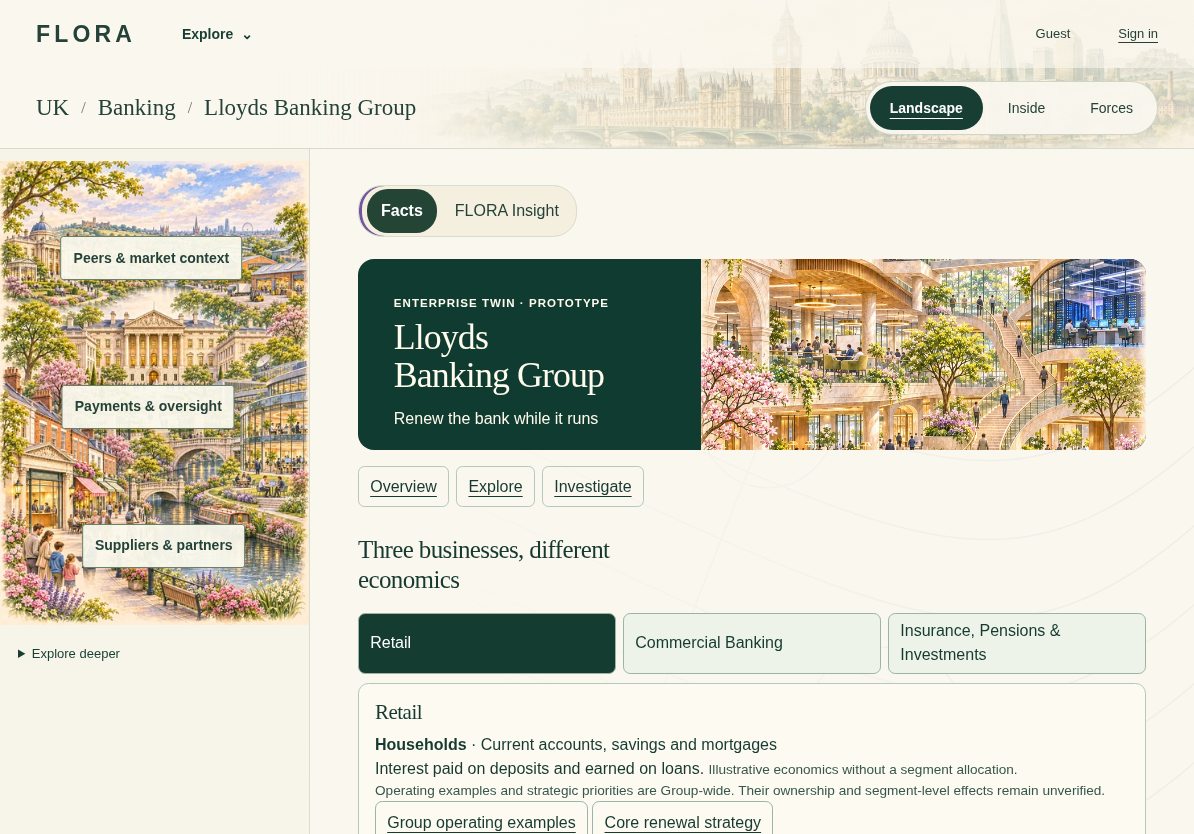 FLORA
Explore
Guest
Sign in
UK / Banking / Lloyds Banking Group
Landscape
Inside
Forces
Peers & market context
Payments & oversight
Suppliers & partners
Explore deeper
Facts
FLORA Insight
ENTERPRISE TWIN · PROTOTYPE
Lloyds
Banking Group
Renew the bank while it runs
Overview
Explore
Investigate
Three businesses, different
economics
Retail
Commercial Banking
Insurance, Pensions &
Investments
Retail
Households · Current accounts, savings and mortgages
Interest paid on deposits and earned on loans. Illustrative economics without a segment allocation.
Operating examples and strategic priorities are Group-wide. Their ownership and segment-level effects remain unverified.
Group operating examples
Core renewal strategy